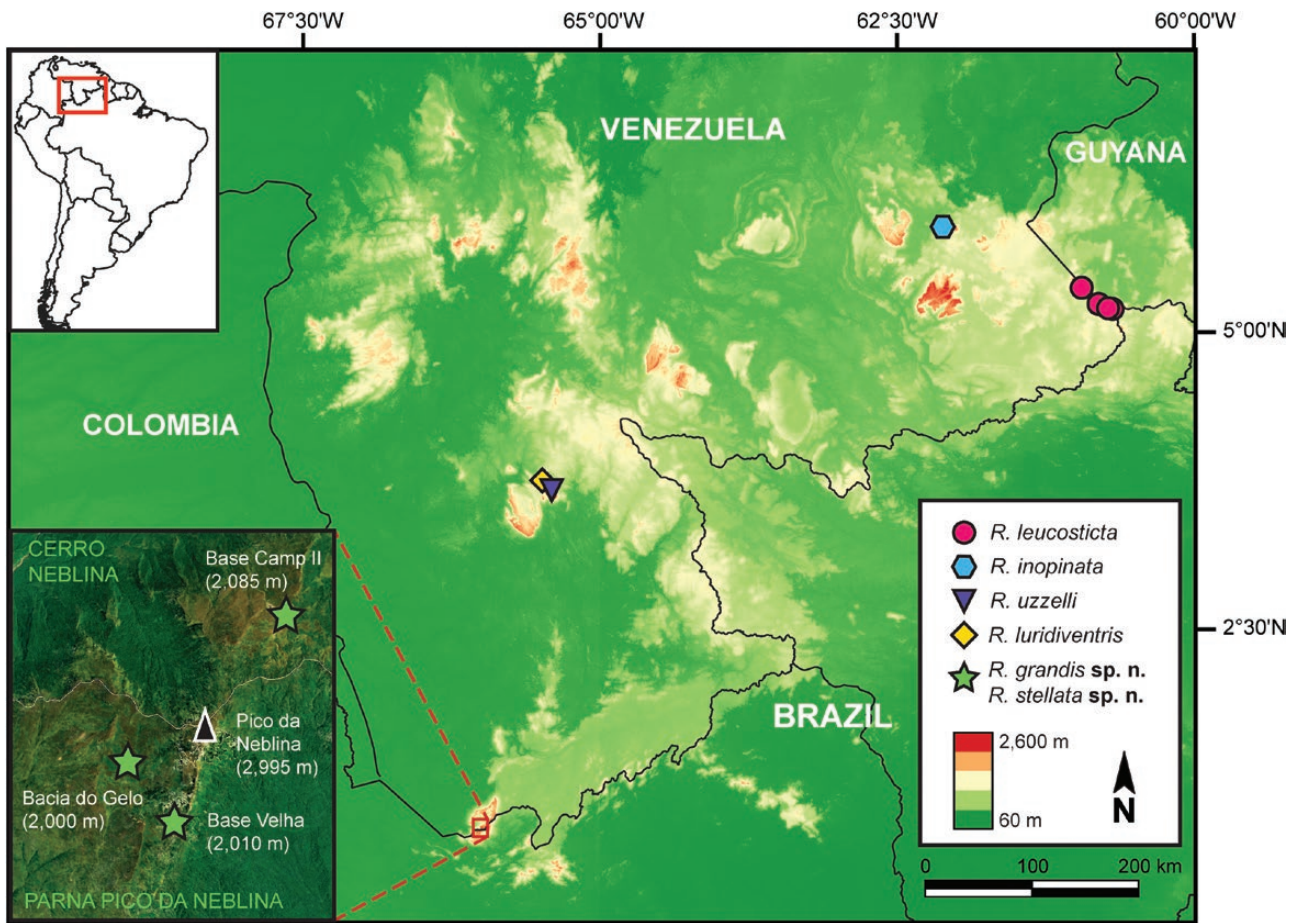 67°30'W
65°00'W
62°30'W
60°00'W
VENEZUELA
GUYANA
5°00'N
COLOMBIA
2°30'N
BRAZIL
CERRO
NEBLINA
Base Camp II
(2,085 m)
Pico da
Neblina
(2,995 m)
Bacia do Gelo
(2,000 m)
Base Velha
(2,010 m)
PARNA PICO DA NEBLINA
R. leucosticta
R. inopinata
R. uzzelli
R. luridiventris
R. grandis sp. n.
R. stellata sp. n.
2,600 m
60 m
N
0 100 200 km